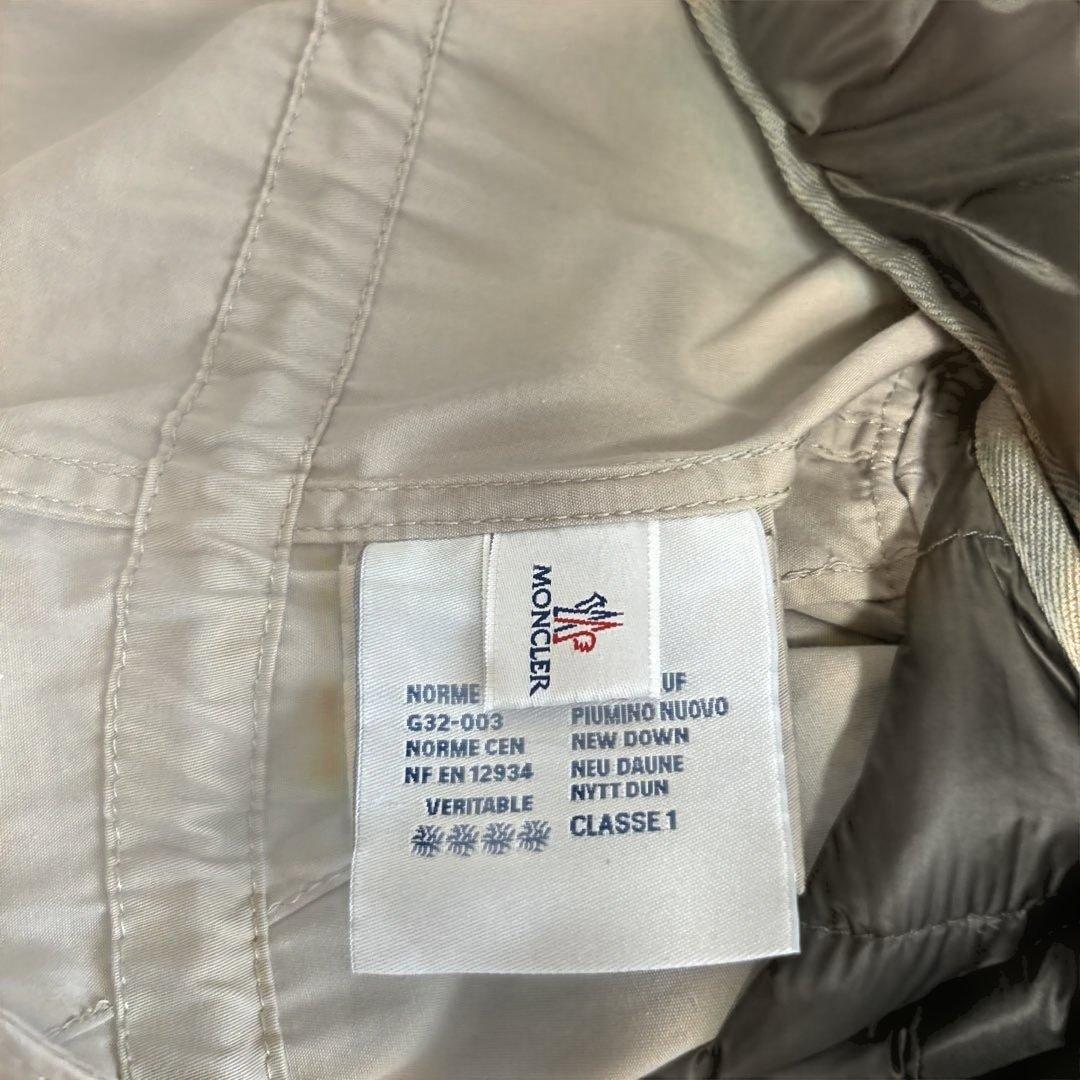 MONCLER
NORME
G32-003
NORME CEN
NF EN 12934
VERITABLE
UF
PIUMINO NUOVO
NEW DOWN
NEU DAUNE
NYTT DUN
CLASSE 1